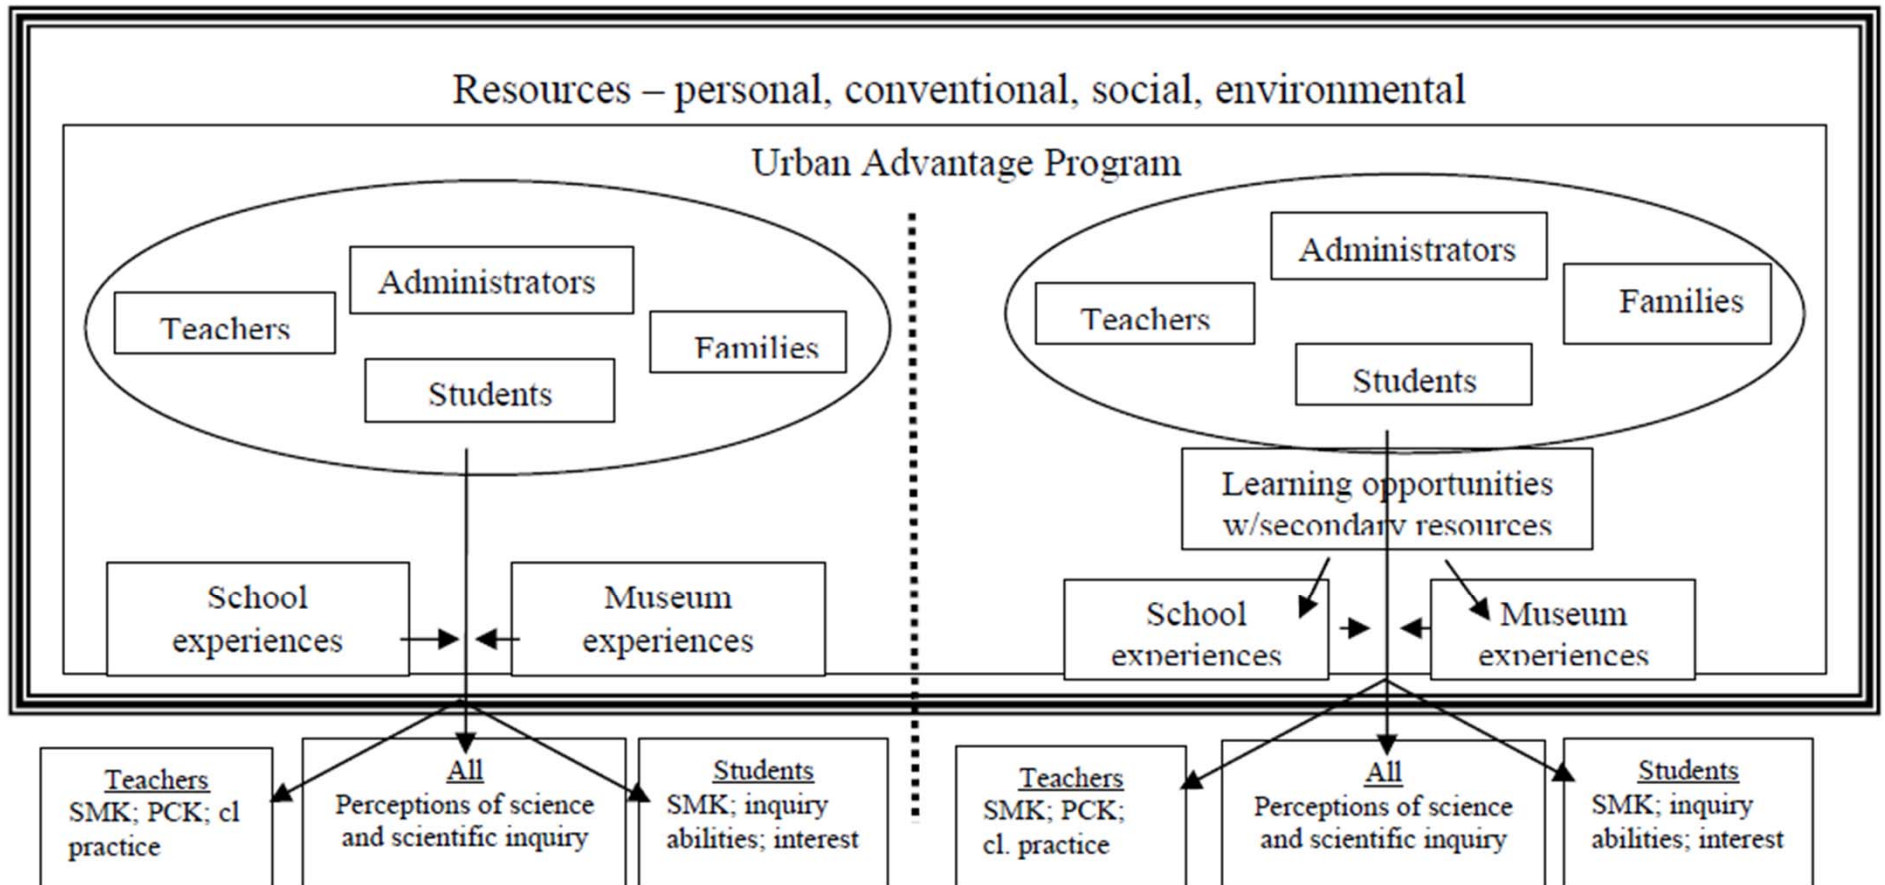 Resources – personal, conventional, social, environmental
Urban Advantage Program
Administrators
Teachers
Families
Students
School
experiences
Museum
experiences
Administrators
Teachers
Families
Students
Learning opportunities
w/secondary resources
School
experiences
Museum
experiences
Teachers
SMK; PCK; cl
practice
All
Perceptions of science
and scientific inquiry
Students
SMK; inquiry
abilities; interest
Teachers
SMK; PCK;
cl. practice
All
Perceptions of science
and scientific inquiry
Students
SMK; inquiry
abilities; interest